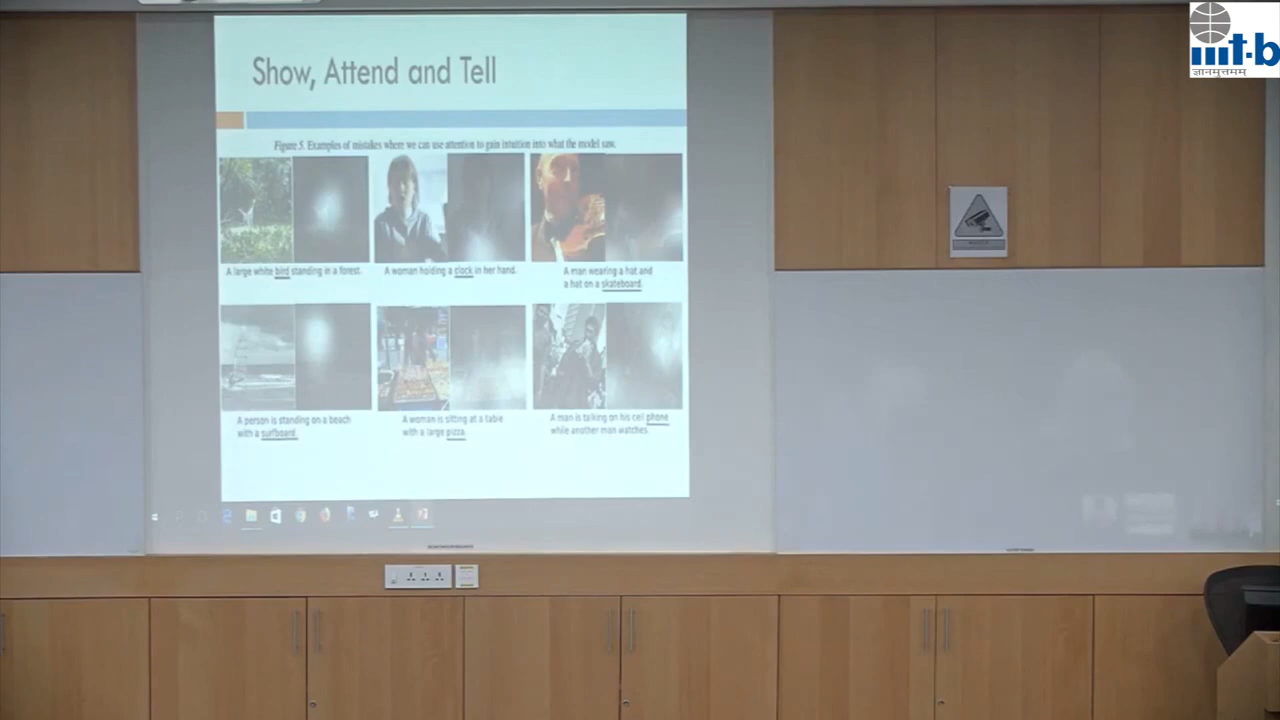 iiit-b
ज्ञानमुत्तमम्
Show, Attend and Tell
Figure 5. Examples of mistakes where we can use attention to gain intuition into what the model saw.
A large white bird standing in a forest.
A woman holding a clock in her hand.
A man wearing a hat and
a hat on a skateboard.
A person is standing on a beach
with a surfboard.
A woman is sitting at a table
with a large pizza.
A man is talking on his cell phone
while another man watches.